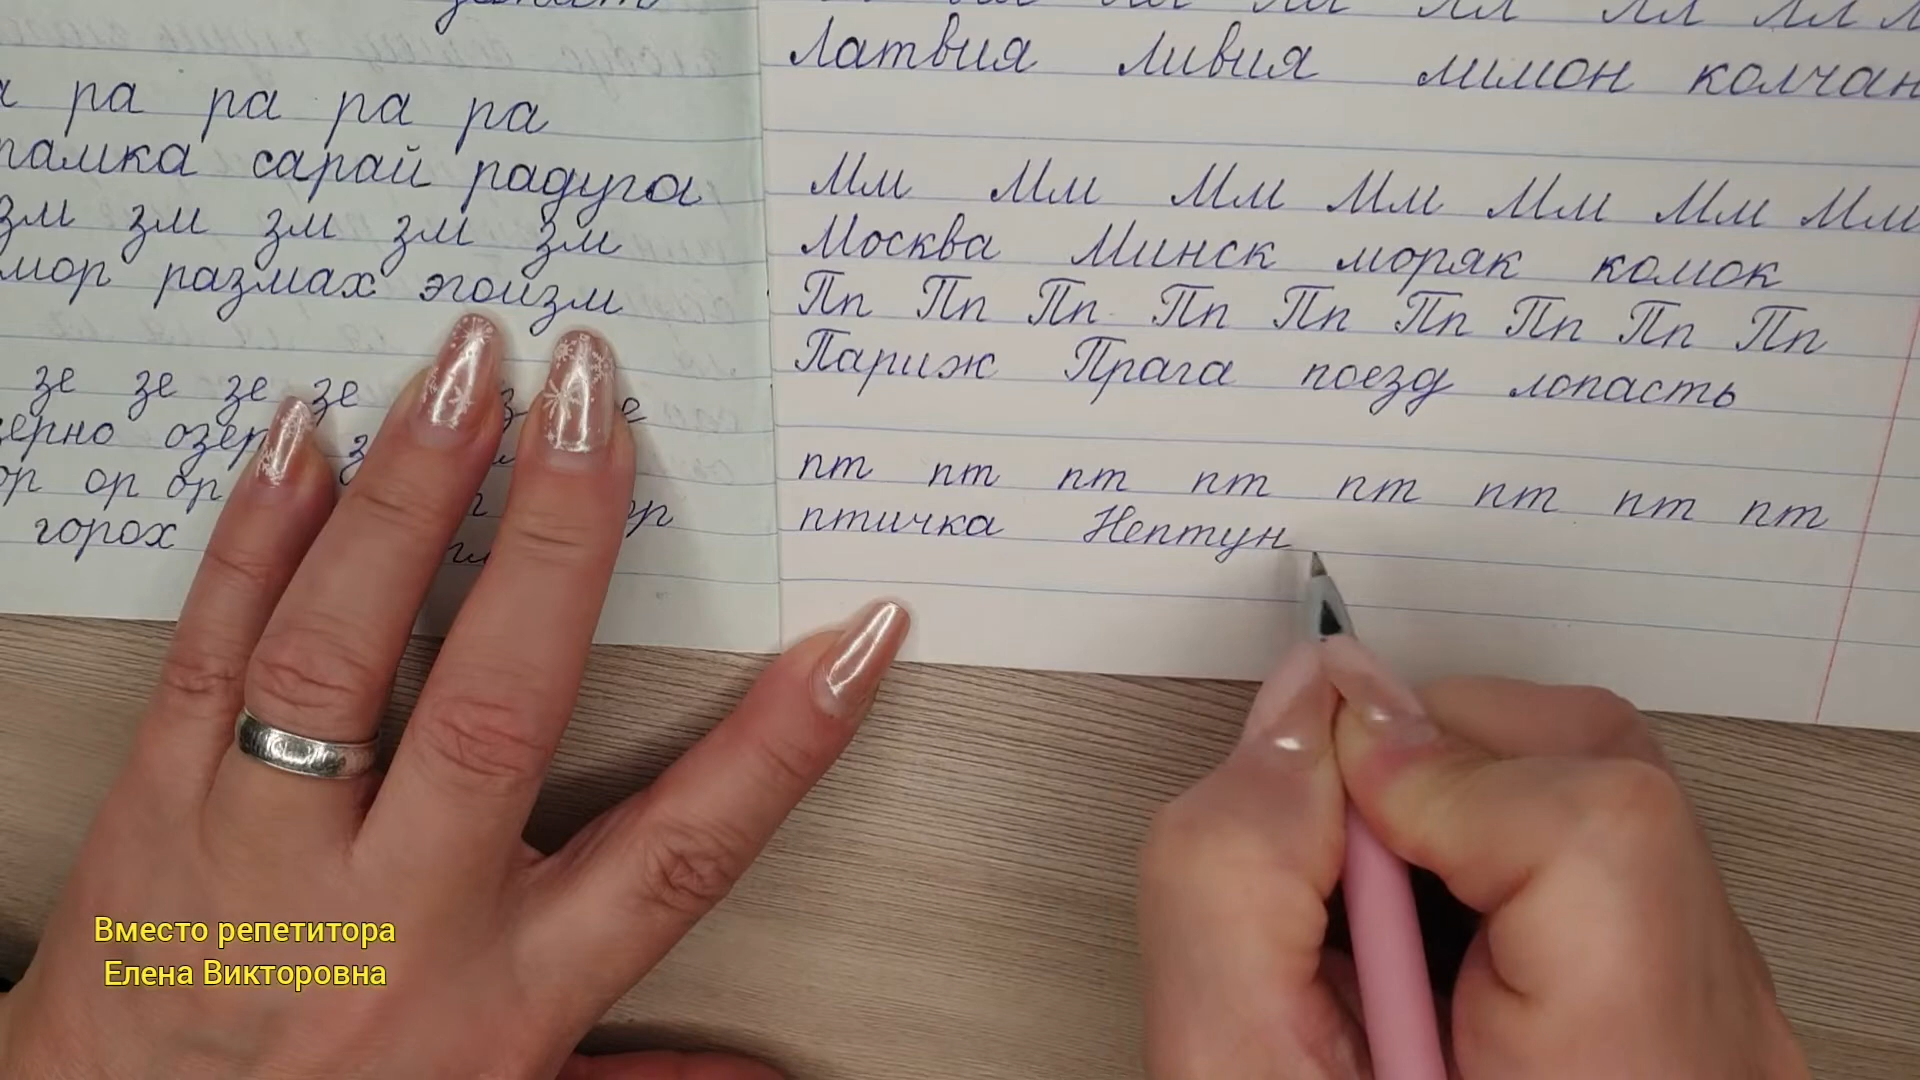 ра ра ра ра
сарай радуга
зм зм зм зм зм
размах эгоизм
зе зе зе зе
ор ор ор
горох
Латвия Ливия лимон колчан
Мм Мм Мм Мм Мм Мм Мм
Москва Минск моряк комок
Пп Пп Пп Пп Пп Пп Пп Пп Пп
Париж Прага поезд лопасть
пт пт пт пт пт пт пт пт
птичка Нептун
Вместо репетитора
Елена Викторовна